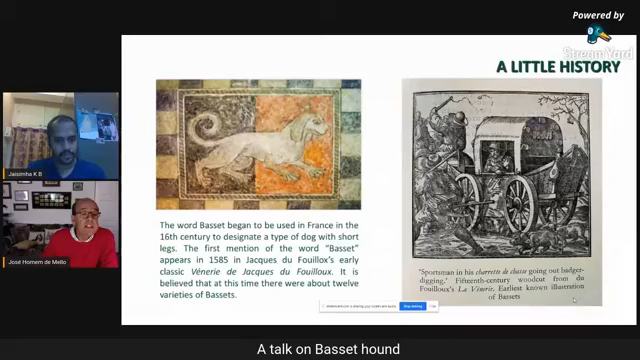 Powered by
StreamYard
A LITTLE HISTORY
Jaisimha K B
José Homem de Mello
The word Basset began to be used in France in the
16th century to designate a type of dog with short
legs. The first mention of the word “Basset”
appears in 1585 in Jacques du Fouillox's early
classic Vénerie de Jacques du Fouilloux. It is
believed that at this time there were about twelve
varieties of Bassets.
'Sportsman in his charrette de chasse going out badger-
digging.' Fifteenth-century woodcut from du
Fouilloux's La Vénerie. Earliest known illustration
of Bassets
Stop sharing
Hide
A talk on Basset hound